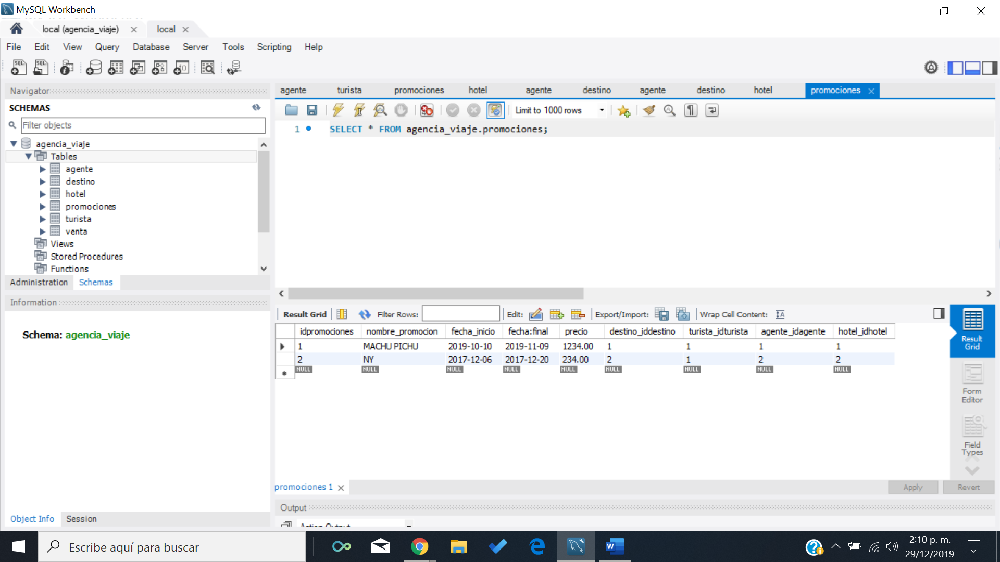 MySQL Workbench
local (agencia_viaje) local
File Edit View Query Database Server Tools Scripting Help
Navigator
SCHEMAS
Filter objects
agencia_viaje
Tables
agente
destino
hotel
promociones
turista
venta
Views
Stored Procedures
Functions
Administration Schemas
Information
Schema: agencia_viaje
Object Info Session
agente turista promociones hotel agente destino agente destino hotel promociones
Limit to 1000 rows
1 SELECT * FROM agencia_viaje.promociones;
Result Grid Filter Rows: Edit: Export/Import: Wrap Cell Content:
idpromociones nombre_promocion fecha_inicio fecha:final precio destino_iddestino turista_idturista agente_idagente hotel_idhotel
1 MACHU PICHU 2019-10-10 2019-11-09 1234.00 1 1 1 1
2 NY 2017-12-06 2017-12-20 234.00 2 1 2 2
NULL NULL NULL NULL NULL NULL NULL NULL NULL
Result
Grid
Form
Editor
Field
Types
promociones 1
Apply Revert
Output
Action Output
Escribe aquí para buscar
2:10 p. m.
29/12/2019